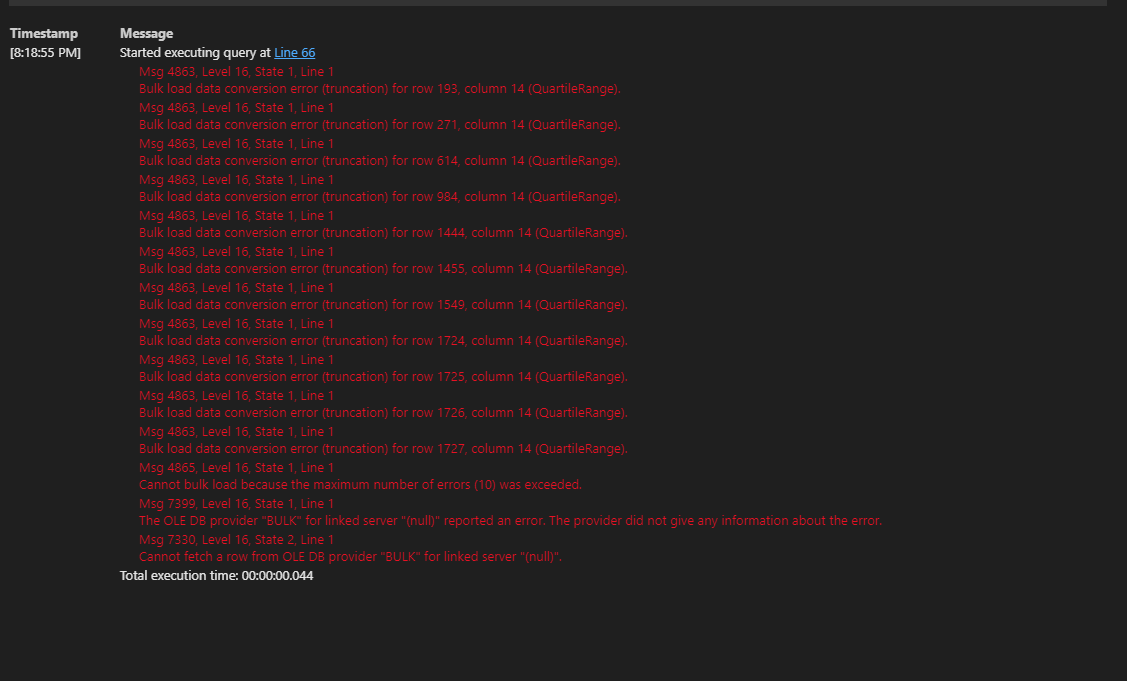 Timestamp Message
[8:18:55 PM] Started executing query at Line 66
Msg 4863, Level 16, State 1, Line 1
Bulk load data conversion error (truncation) for row 193, column 14 (QuartileRange).
Msg 4863, Level 16, State 1, Line 1
Bulk load data conversion error (truncation) for row 271, column 14 (QuartileRange).
Msg 4863, Level 16, State 1, Line 1
Bulk load data conversion error (truncation) for row 614, column 14 (QuartileRange).
Msg 4863, Level 16, State 1, Line 1
Bulk load data conversion error (truncation) for row 984, column 14 (QuartileRange).
Msg 4863, Level 16, State 1, Line 1
Bulk load data conversion error (truncation) for row 1444, column 14 (QuartileRange).
Msg 4863, Level 16, State 1, Line 1
Bulk load data conversion error (truncation) for row 1455, column 14 (QuartileRange).
Msg 4863, Level 16, State 1, Line 1
Bulk load data conversion error (truncation) for row 1549, column 14 (QuartileRange).
Msg 4863, Level 16, State 1, Line 1
Bulk load data conversion error (truncation) for row 1724, column 14 (QuartileRange).
Msg 4863, Level 16, State 1, Line 1
Bulk load data conversion error (truncation) for row 1725, column 14 (QuartileRange).
Msg 4863, Level 16, State 1, Line 1
Bulk load data conversion error (truncation) for row 1726, column 14 (QuartileRange).
Msg 4863, Level 16, State 1, Line 1
Bulk load data conversion error (truncation) for row 1727, column 14 (QuartileRange).
Msg 4865, Level 16, State 1, Line 1
Cannot bulk load because the maximum number of errors (10) was exceeded.
Msg 7399, Level 16, State 1, Line 1
The OLE DB provider "BULK" for linked server "(null)" reported an error. The provider did not give any information about the error.
Msg 7330, Level 16, State 2, Line 1
Cannot fetch a row from OLE DB provider "BULK" for linked server "(null)".
Total execution time: 00:00:00.044